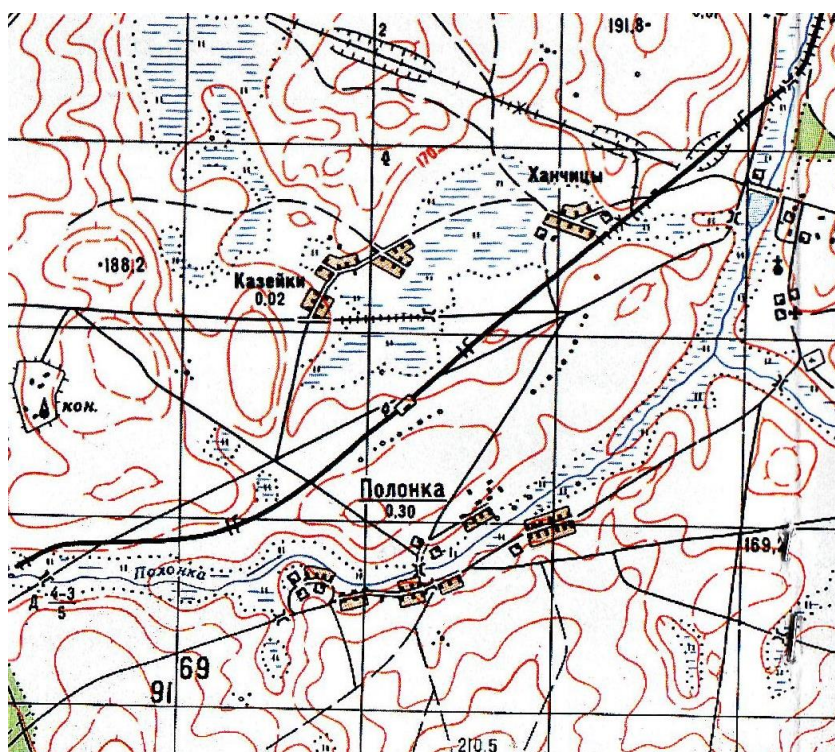 2
191,8
4
170
Ханчицы
188,2
Казейки
0.02
кон.
Полонка
0.30
169,2
Полонка
Д 4-3
5
69
91
210.5